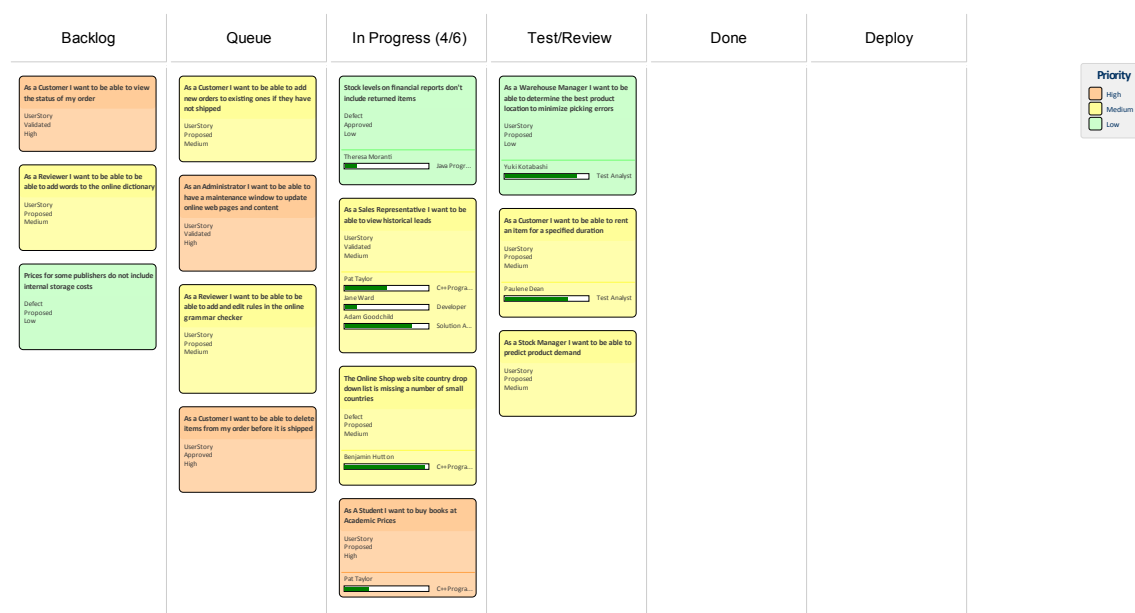 Backlog
Queue
In Progress (4/6)
Test/Review
Done
Deploy
As a Customer I want to be able to view
the status of my order
UserStory
Validated
High
As a Reviewer I want to be able to be
able to add words to the online dictionary
UserStory
Proposed
Medium
Prices for some publishers do not include
internal storage costs
Defect
Proposed
Low
As a Customer I want to be able to add
new orders to existing ones if they have
not shipped
UserStory
Proposed
Medium
As an Administrator I want to be able to
have a maintenance window to update
online web pages and content
UserStory
Validated
High
As a Reviewer I want to be able to be
able to add and edit rules in the online
grammar checker
UserStory
Proposed
Medium
As a Customer I want to be able to delete
items from my order before it is shipped
UserStory
Approved
High
Stock levels on financial reports don't
include returned items
Defect
Approved
Low
Theresa Moranti
Java Progr...
As a Sales Representative I want to be
able to view historical leads
UserStory
Validated
Medium
Pat Taylor
C++ Progra...
Jane Ward
Developer
Adam Goodchild
Solution A...
The Online Shop web site country drop
down list is missing a number of small
countries
Defect
Proposed
Medium
Benjamin Hutton
C++ Progra...
As A Student I want to buy books at
Academic Prices
UserStory
Proposed
High
Pat Taylor
C++ Progra...
As a Warehouse Manager I want to be
able to determine the best product
location to minimize picking errors
UserStory
Proposed
Low
Yuki Kotabashi
Test Analyst
As a Customer I want to be able to rent
an item for a specified duration
UserStory
Proposed
Medium
Paulene Dean
Test Analyst
As a Stock Manager I want to be able to
predict product demand
UserStory
Proposed
Medium
Priority
High
Medium
Low